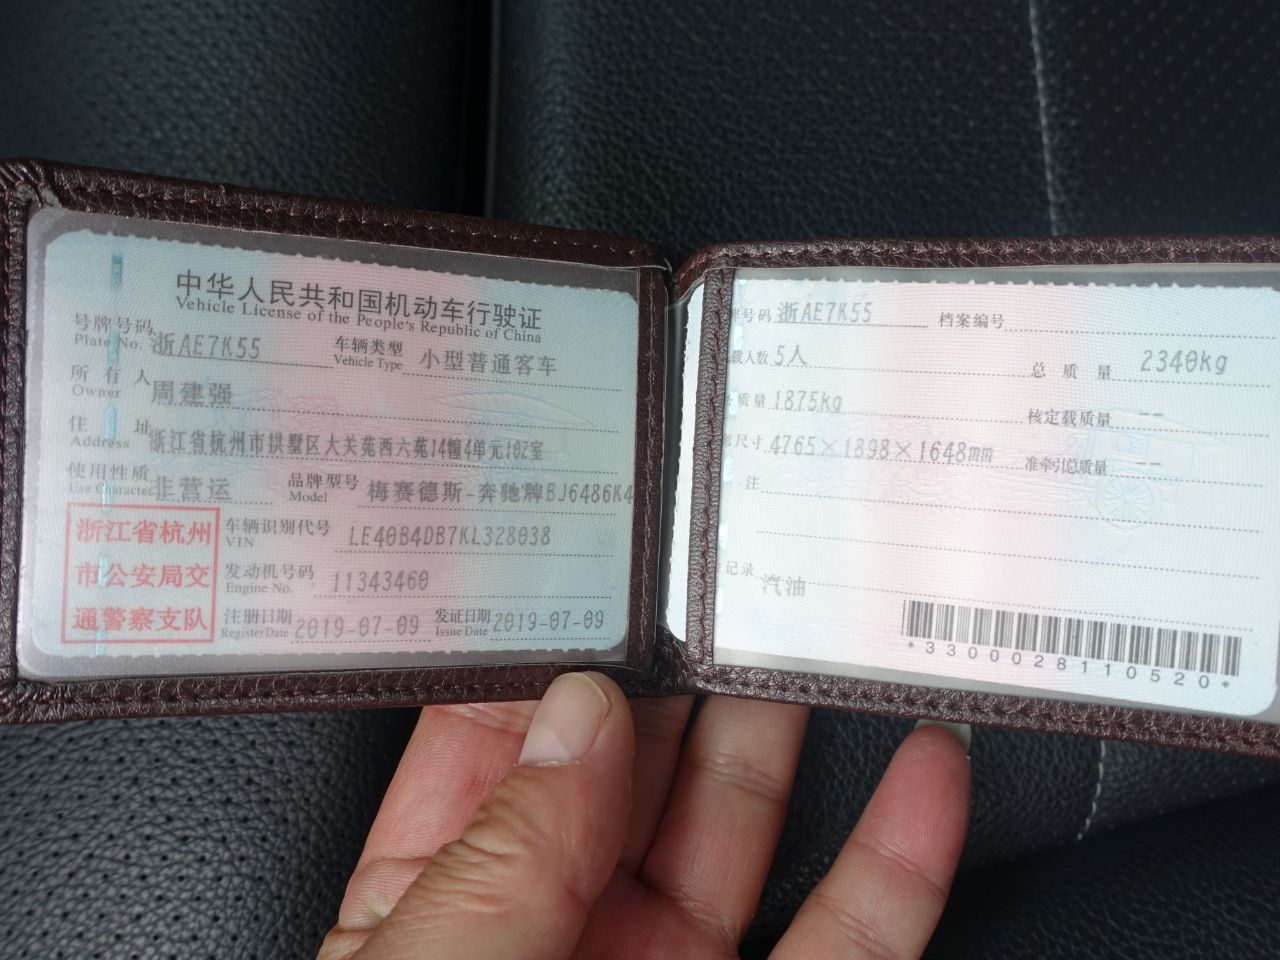 中华人民共和国机动车行驶证
Vehicle License of the People's Republic of China
号牌号码 浙AE7K55 车辆类型 小型普通客车
Plate No. Vehicle Type
所有人 周建强
Owner
住址 浙江省杭州市拱墅区大关苑西六苑14幢4单元102室
Address
使用性质 非营运 品牌型号 梅赛德斯-奔驰牌BJ6486K4
Use Character Model
浙江省杭州
市公安局交
通警察支队
车辆识别代号 LE40B4DB7KL328038
VIN
发动机号码 11343460
Engine No.
注册日期 2019-07-09 发证日期 2019-07-09
Register Date Issue Date
牌号码 浙AE7K55 档案编号
载人数 5人 总质量 2340kg
质量 1875kg 核定载质量 --
尺寸 4765×1898×1648mm 准牵引总质量 --
注
记录 汽油
*3300028110520*